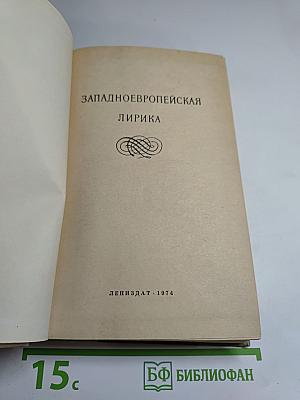 ЗАПАДНОЕВРОПЕЙСКАЯ
ЛИРИКА
ЛЕНИЗДАТ · 1974
15с
БФ БИБЛИОФАН